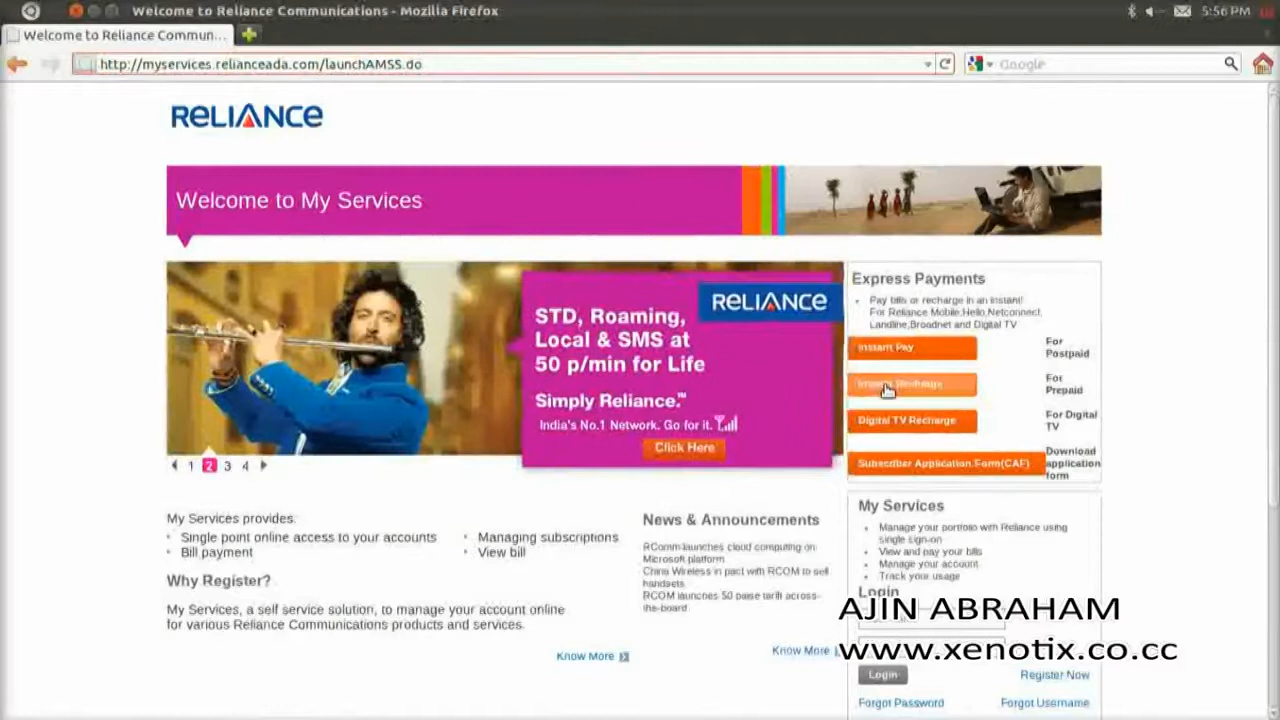 Welcome to Reliance Communications - Mozilla Firefox
5:56 PM
Welcome to Reliance Commun...
http://myservices.relianceada.com/launchAMSS.do
Google
RELIANCE
Welcome to My Services
RELIANCE
STD, Roaming,
Local & SMS at
50 p/min for Life
Simply Reliance.™
India's No.1 Network. Go for it.
Click Here
1 2 3 4
Express Payments
Pay bills or recharge in an instant!
For Reliance Mobile,Hello,Netconnect,
Landline,Broadnet and Digital TV
Instant Pay
For
Postpaid
Instant Recharge
For
Prepaid
Digital TV Recharge
For Digital
TV
Subscriber Application Form(CAF)
Download
application
form
My Services provides:
Single point online access to your accounts
Bill payment
Managing subscriptions
View bill
Why Register?
My Services, a self service solution, to manage your account online
for various Reliance Communications products and services.
Know More
News & Announcements
RComm launches cloud computing on
Microsoft platform
China Wireless in pact with RCOM to sell
handsets
RCOM launches 50 paise tariff across-
the-board
Know More
My Services
Manage your portfolio with Reliance using
single sign-on
View and pay your bills
Manage your account
Track your usage
Login
AJIN ABRAHAM
www.xenotix.co.cc
Login
Register Now
Forgot Password
Forgot Username